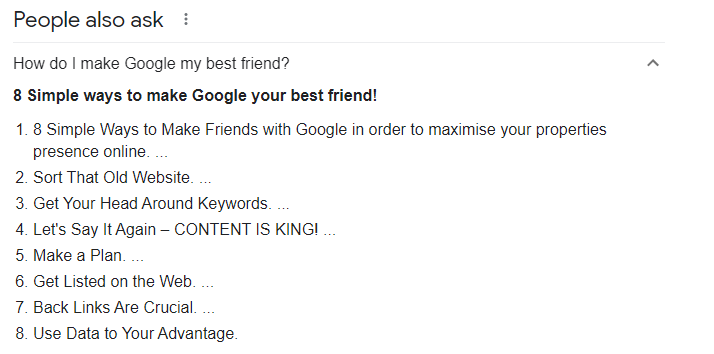 People also ask
How do I make Google my best friend?
8 Simple ways to make Google your best friend!
1. 8 Simple Ways to Make Friends with Google in order to maximise your properties
presence online. ...
2. Sort That Old Website. ...
3. Get Your Head Around Keywords. ...
4. Let's Say It Again – CONTENT IS KING! ...
5. Make a Plan. ...
6. Get Listed on the Web. ...
7. Back Links Are Crucial. ...
8. Use Data to Your Advantage.